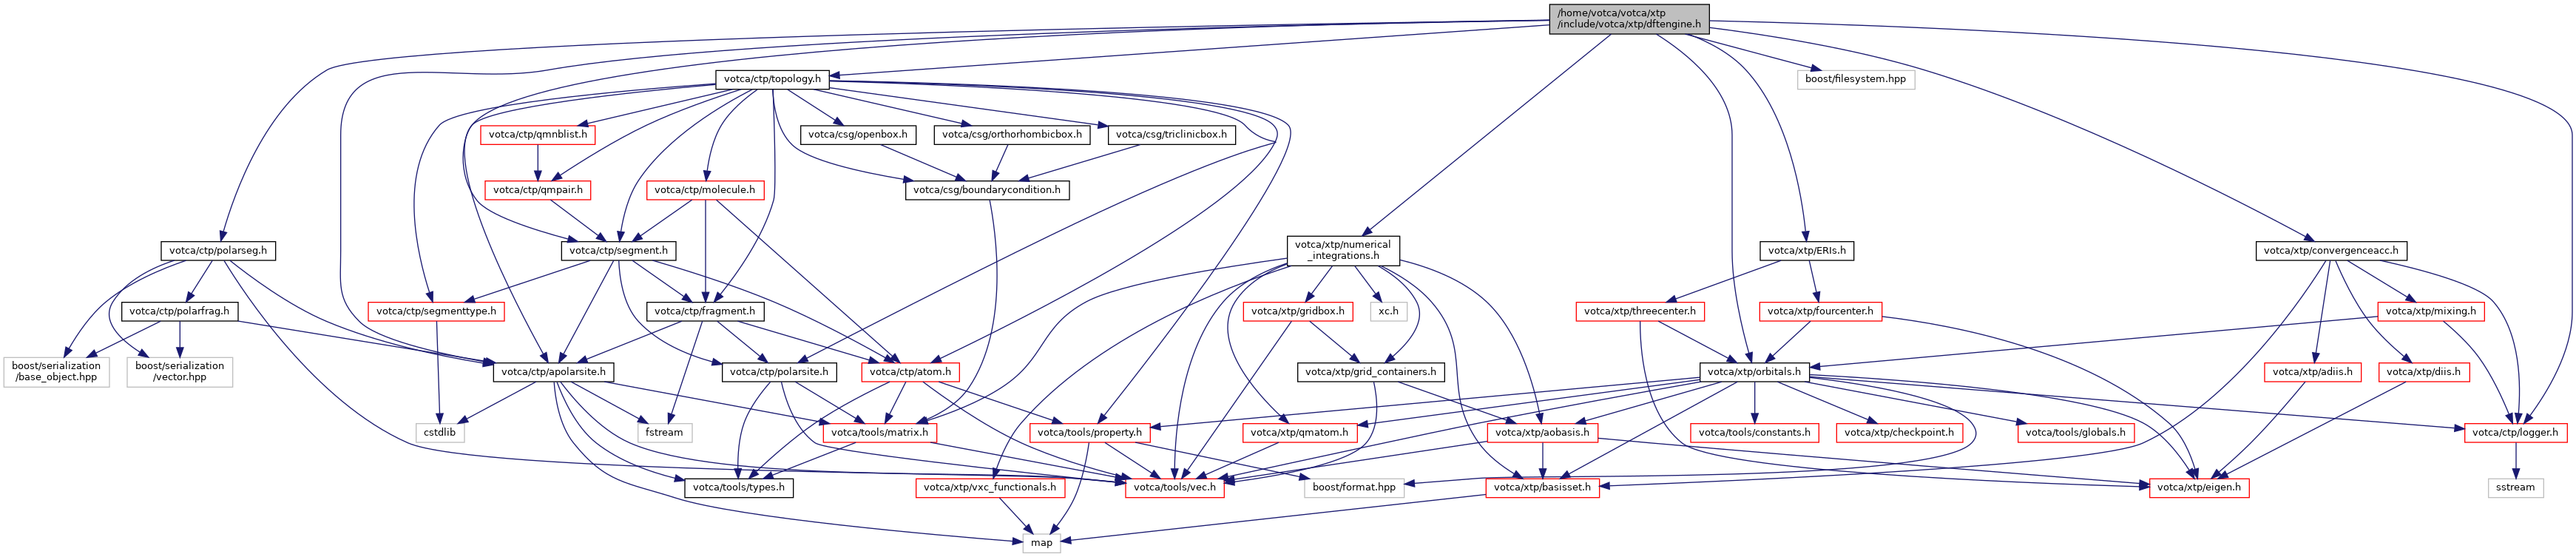 /home/votca/votca/xtp
/include/votca/xtp/dftengine.h
votca/ctp/topology.h
boost/filesystem.hpp
votca/ctp/qmnblist.h
votca/csg/openbox.h
votca/csg/orthorhombicbox.h
votca/csg/triclinicbox.h
votca/ctp/qmpair.h
votca/ctp/molecule.h
votca/csg/boundarycondition.h
votca/ctp/polarseg.h
votca/ctp/segment.h
votca/xtp/numerical
_integrations.h
votca/xtp/ERIs.h
votca/xtp/convergenceacc.h
votca/ctp/polarfrag.h
votca/ctp/segmenttype.h
votca/ctp/fragment.h
votca/xtp/gridbox.h
xc.h
votca/xtp/threecenter.h
votca/xtp/fourcenter.h
votca/xtp/mixing.h
boost/serialization
/base_object.hpp
boost/serialization
/vector.hpp
votca/ctp/apolarsite.h
votca/ctp/polarsite.h
votca/ctp/atom.h
votca/xtp/grid_containers.h
votca/xtp/orbitals.h
votca/xtp/adiis.h
votca/xtp/diis.h
cstdlib
fstream
votca/tools/matrix.h
votca/tools/property.h
votca/xtp/qmatom.h
votca/xtp/aobasis.h
votca/tools/constants.h
votca/xtp/checkpoint.h
votca/tools/globals.h
votca/ctp/logger.h
votca/tools/types.h
votca/xtp/vxc_functionals.h
votca/tools/vec.h
boost/format.hpp
votca/xtp/basisset.h
votca/xtp/eigen.h
sstream
map